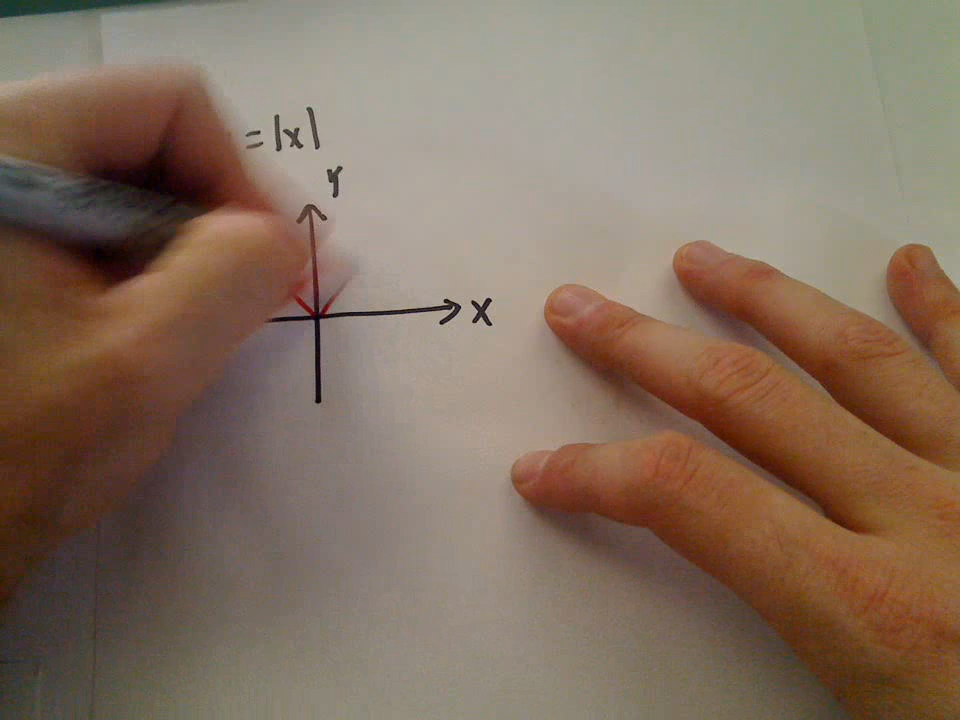 = |x|
y
x